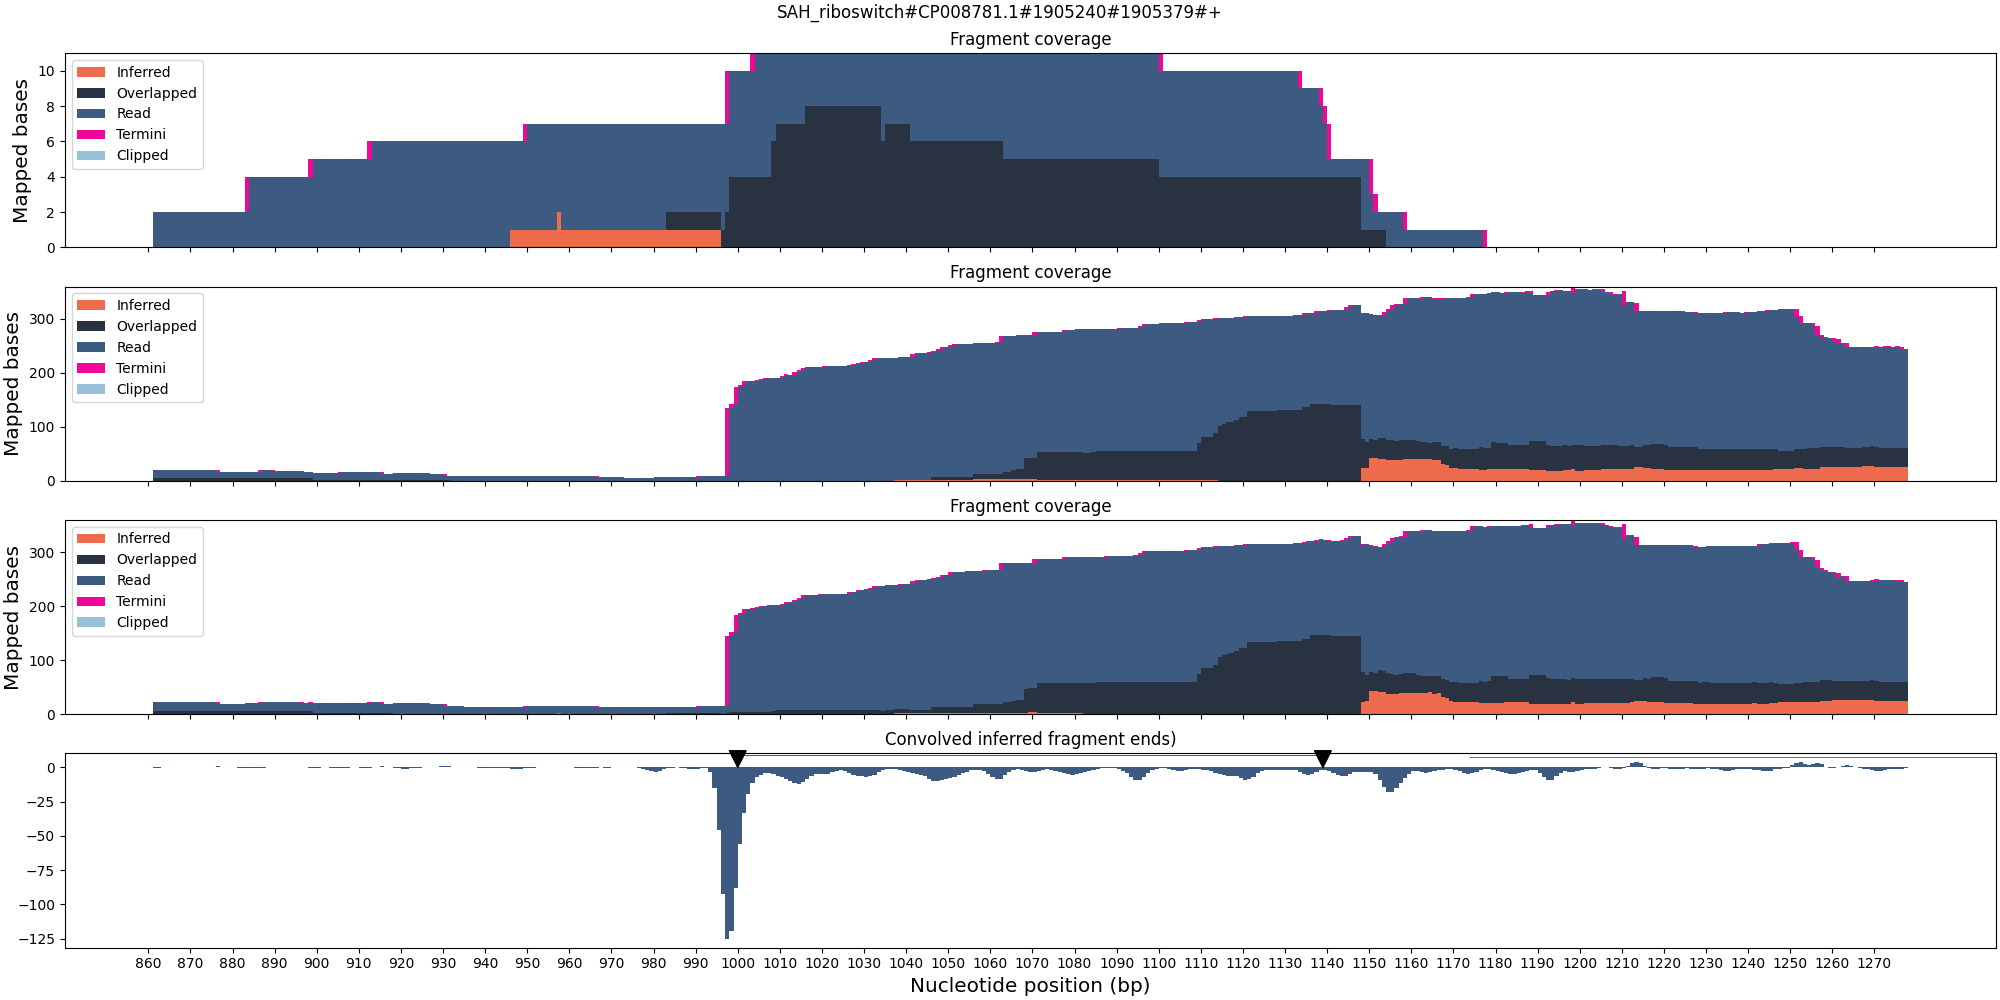 SAH_riboswitch#CP008781.1#1905240#1905379#+
Fragment coverage
Mapped bases
10
8
6
4
2
0
Inferred
Overlapped
Read
Termini
Clipped
Fragment coverage
Mapped bases
300
200
100
0
Inferred
Overlapped
Read
Termini
Clipped
Fragment coverage
Mapped bases
300
200
100
0
Inferred
Overlapped
Read
Termini
Clipped
Convolved inferred fragment ends)
0
−25
−50
−75
−100
−125
860 870 880 890 900 910 920 930 940 950 960 970 980 990 1000 1010 1020 1030 1040 1050 1060 1070 1080 1090 1100 1110 1120 1130 1140 1150 1160 1170 1180 1190 1200 1210 1220 1230 1240 1250 1260 1270
Nucleotide position (bp)